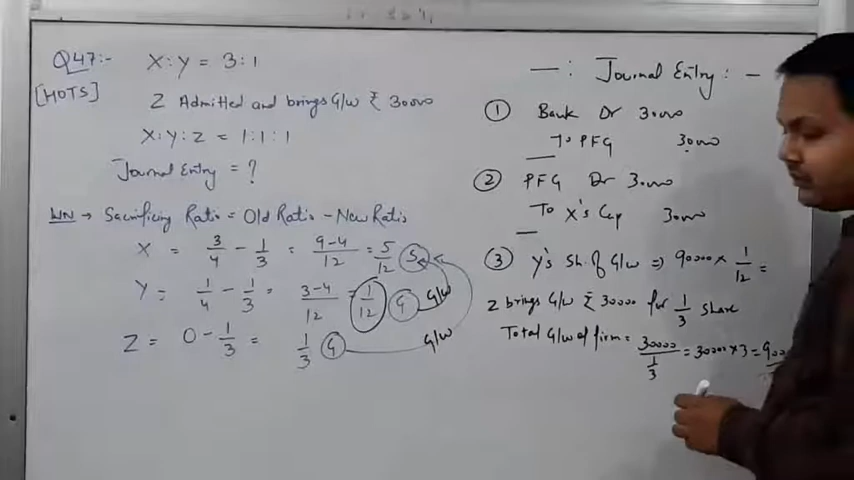 Q47:- X:Y = 3:1
[HOTS]
Z Admitted and brings G/w ₹ 30000
X:Y:Z = 1:1:1
Journal Entry = ?
WN → Sacrificing Ratio = Old Ratio - New Ratio
X = 3/4 - 1/3 = 9-4/12 = 5/12 (S)
Y = 1/4 - 1/3 = 3-4/12 = 1/12 (G) G/w
Z = 0 - 1/3 = 1/3 (G) G/w
—: Journal Entry: —
① Bank Dr 30000
To PFG 30000
② PFG Dr 30000
To X's Cap 30000
③ Y's Sh. of G/w ⇒ 90000 × 1/12 =
Z brings G/w ₹ 30000 for 1/3 share
Total G/w of firm = 30000/1/3 = 30000×3 = 900